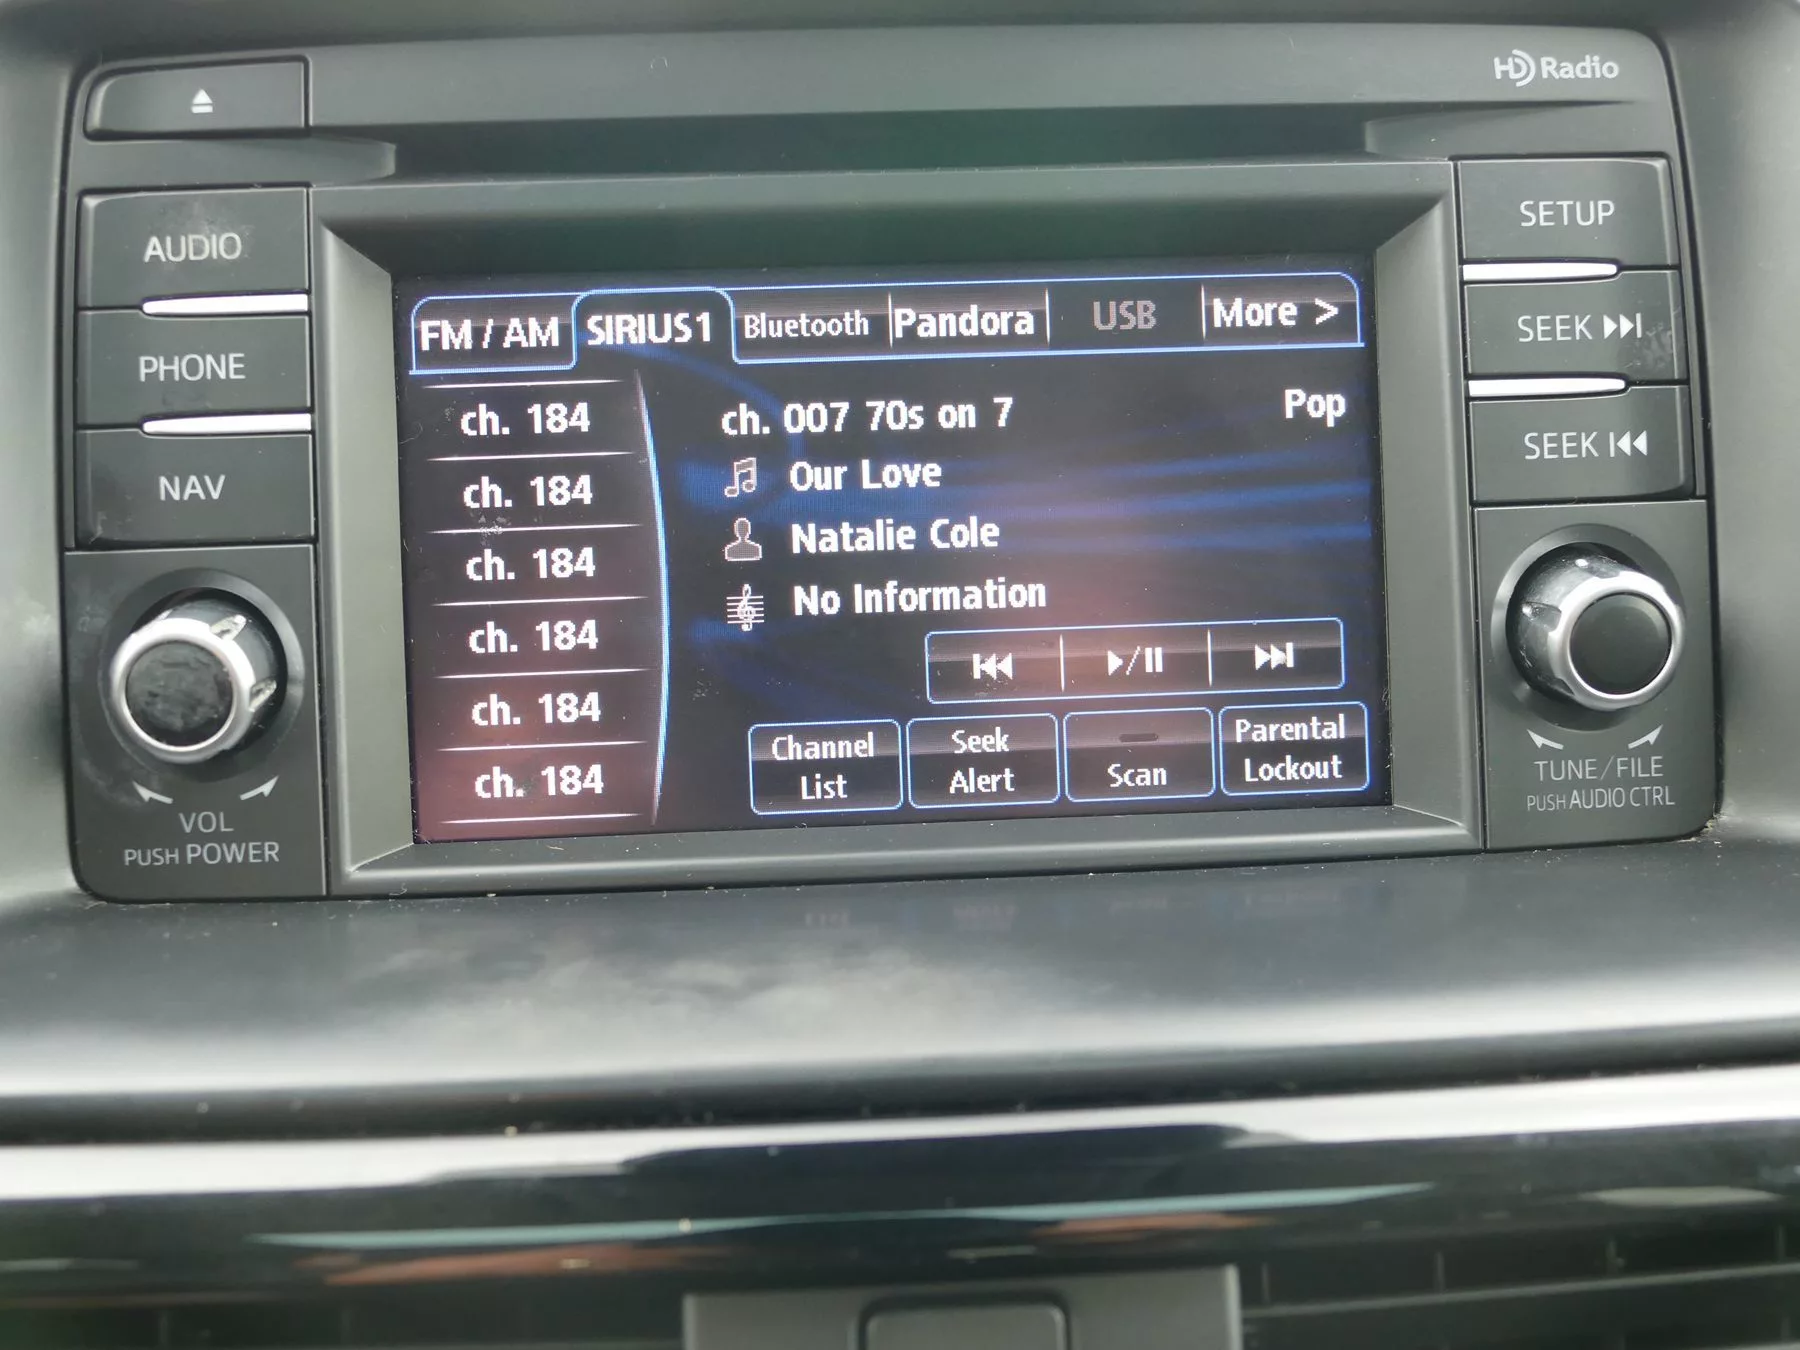 HD Radio
AUDIO
PHONE
NAV
VOL
PUSH POWER
FM / AM
SIRIUS1
Bluetooth
Pandora
USB
More >
ch. 184
ch. 184
ch. 184
ch. 184
ch. 184
ch. 184
ch. 007 70s on 7
Pop
Our Love
Natalie Cole
No Information
Channel
List
Seek
Alert
Scan
Parental
Lockout
SETUP
SEEK
SEEK
TUNE/FILE
PUSH AUDIO CTRL